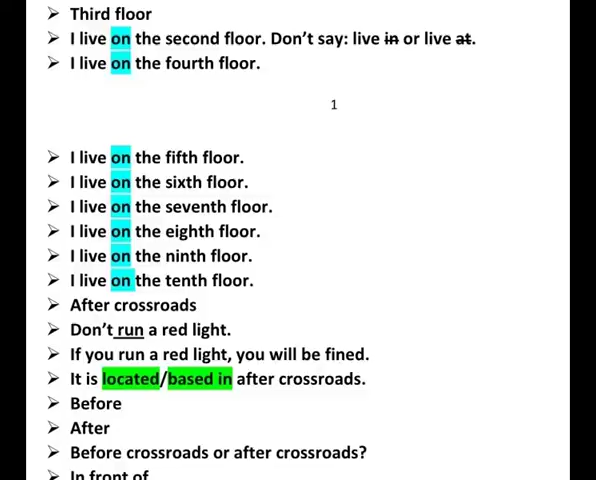 ➢ Third floor
➢ I live on the second floor. Don't say: live in or live at.
➢ I live on the fourth floor.
1
➢ I live on the fifth floor.
➢ I live on the sixth floor.
➢ I live on the seventh floor.
➢ I live on the eighth floor.
➢ I live on the ninth floor.
➢ I live on the tenth floor.
➢ After crossroads
➢ Don't run a red light.
➢ If you run a red light, you will be fined.
➢ It is located/based in after crossroads.
➢ Before
➢ After
➢ Before crossroads or after crossroads?
➢ In front of